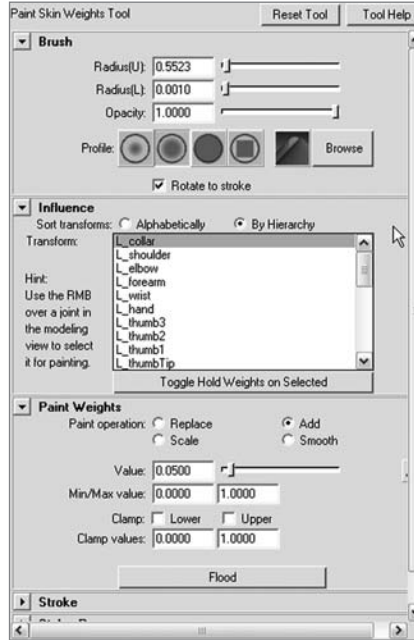 Paint Skin Weights Tool Reset Tool Tool Help
Brush
Radius(U): 0.5523
Radius(L): 0.0010
Opacity: 1.0000
Profile: Browse
Rotate to stroke
Influence
Sort transforms: Alphabetically By Hierarchy
Transform: L_collar
L_shoulder
L_elbow
Hint: L_forearm
Use the RMB L_wrist
over a joint in L_hand
the modeling L_thumb3
view to select L_thumb2
it for painting. L_thumb1
L_thumbTip
Toggle Hold Weights on Selected
Paint Weights
Paint operation: Replace Add
Scale Smooth
Value: 0.0500
Min/Max value: 0.0000 1.0000
Clamp: Lower Upper
Clamp values: 0.0000 1.0000
Flood
Stroke